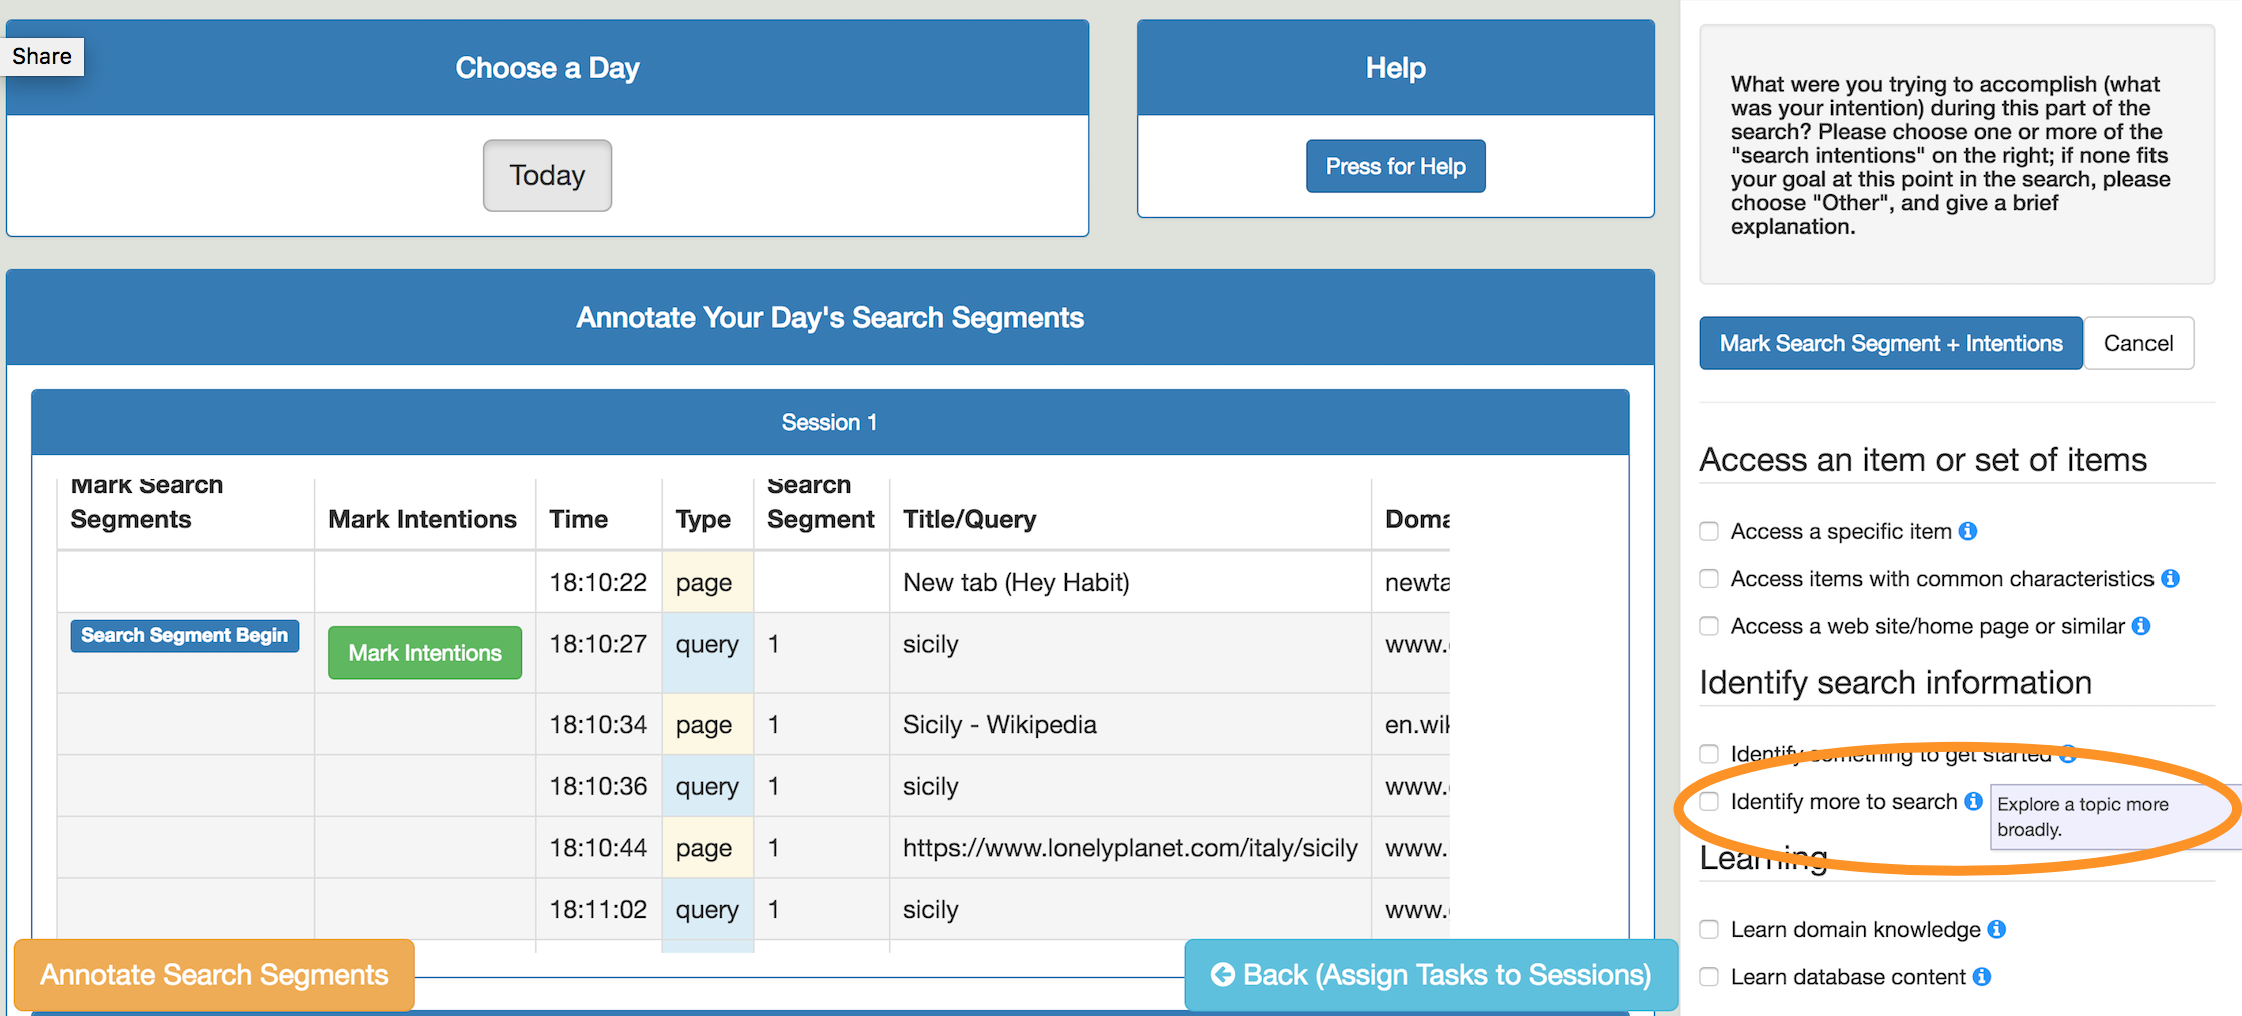 Share
Choose a Day
Today
Help
Press for Help
Annotate Your Day's Search Segments
Session 1
Mark Search Segments Mark Intentions Time Type Search Segment Title/Query Doma
18:10:22 page New tab (Hey Habit) newta
Search Segment Begin Mark Intentions 18:10:27 query 1 sicily www.
18:10:34 page 1 Sicily - Wikipedia en.wik
18:10:36 query 1 sicily www.
18:10:44 page 1 https://www.lonelyplanet.com/italy/sicily www.
18:11:02 query 1 sicily www.
Annotate Search Segments
Back (Assign Tasks to Sessions)
What were you trying to accomplish (what
was your intention) during this part of the
search? Please choose one or more of the
"search intentions" on the right; if none fits
your goal at this point in the search, please
choose "Other", and give a brief
explanation.
Mark Search Segment + Intentions Cancel
Access an item or set of items
Access a specific item
Access items with common characteristics
Access a web site/home page or similar
Identify search information
Identify something to get started
Identify more to search
Explore a topic more
broadly.
Learning
Learn domain knowledge
Learn database content